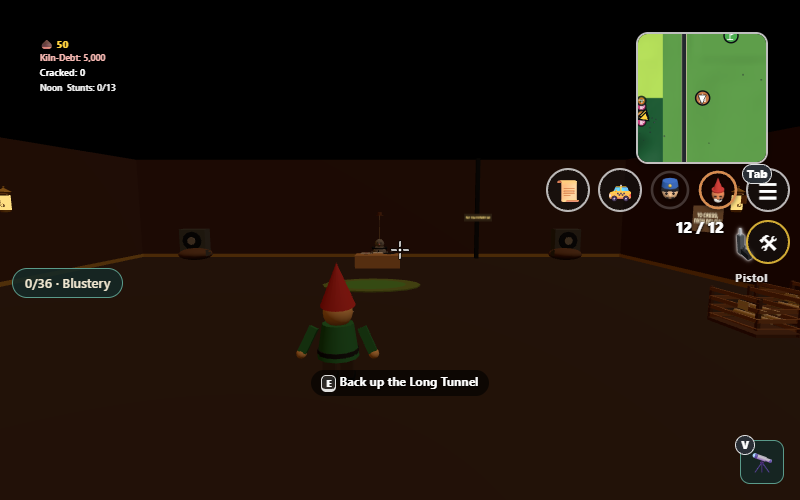 50
Kiln-Debt: 5,000
Cracked: 0
Noon Stunts: 0/13
Tab
12 / 12
Pistol
0/36 · Blustery
E Back up the Long Tunnel
V